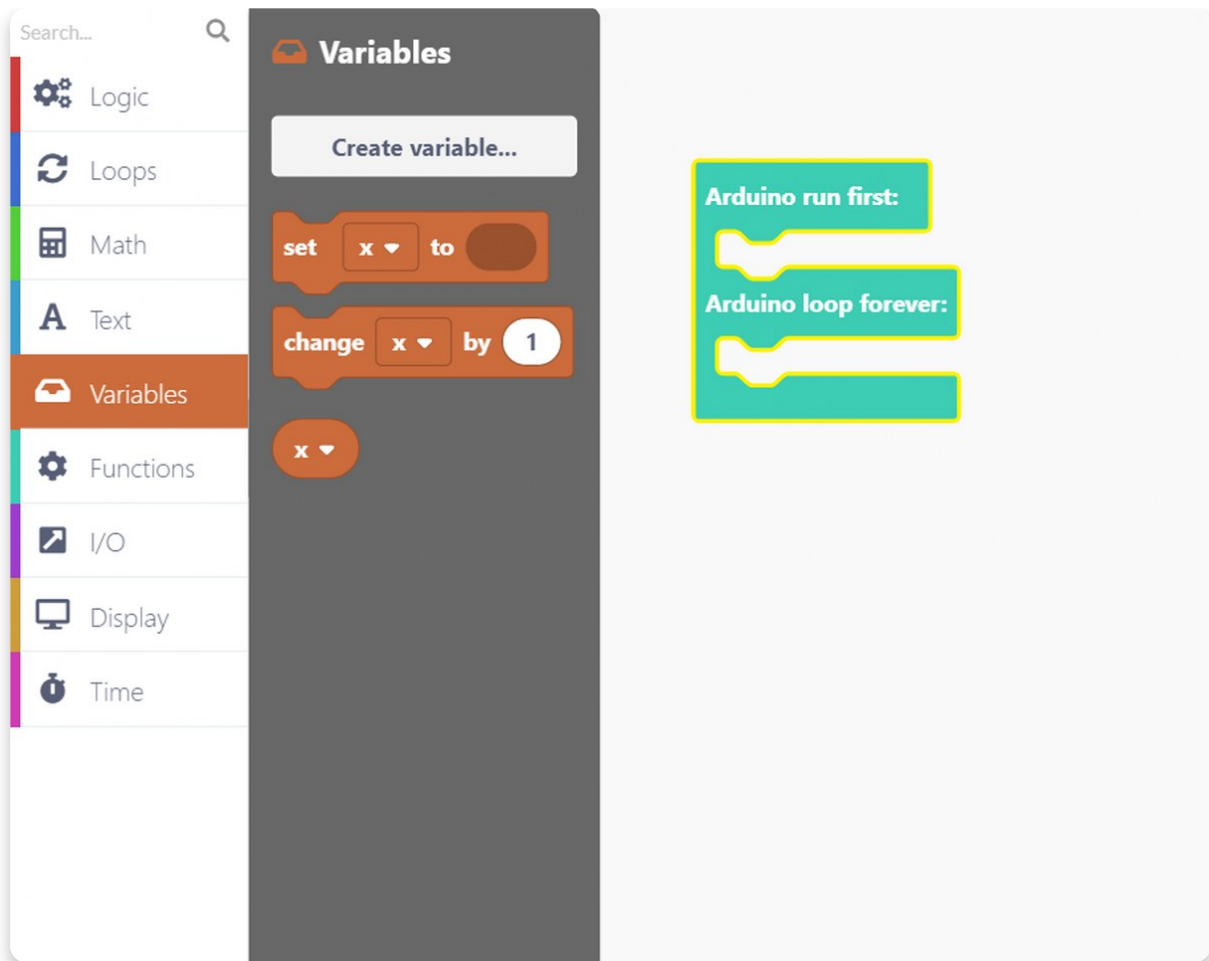 Search...
Logic
Loops
Math
Text
Variables
Functions
I/O
Display
Time
Variables
Create variable...
set x to
change x by 1
x
Arduino run first:
Arduino loop forever: